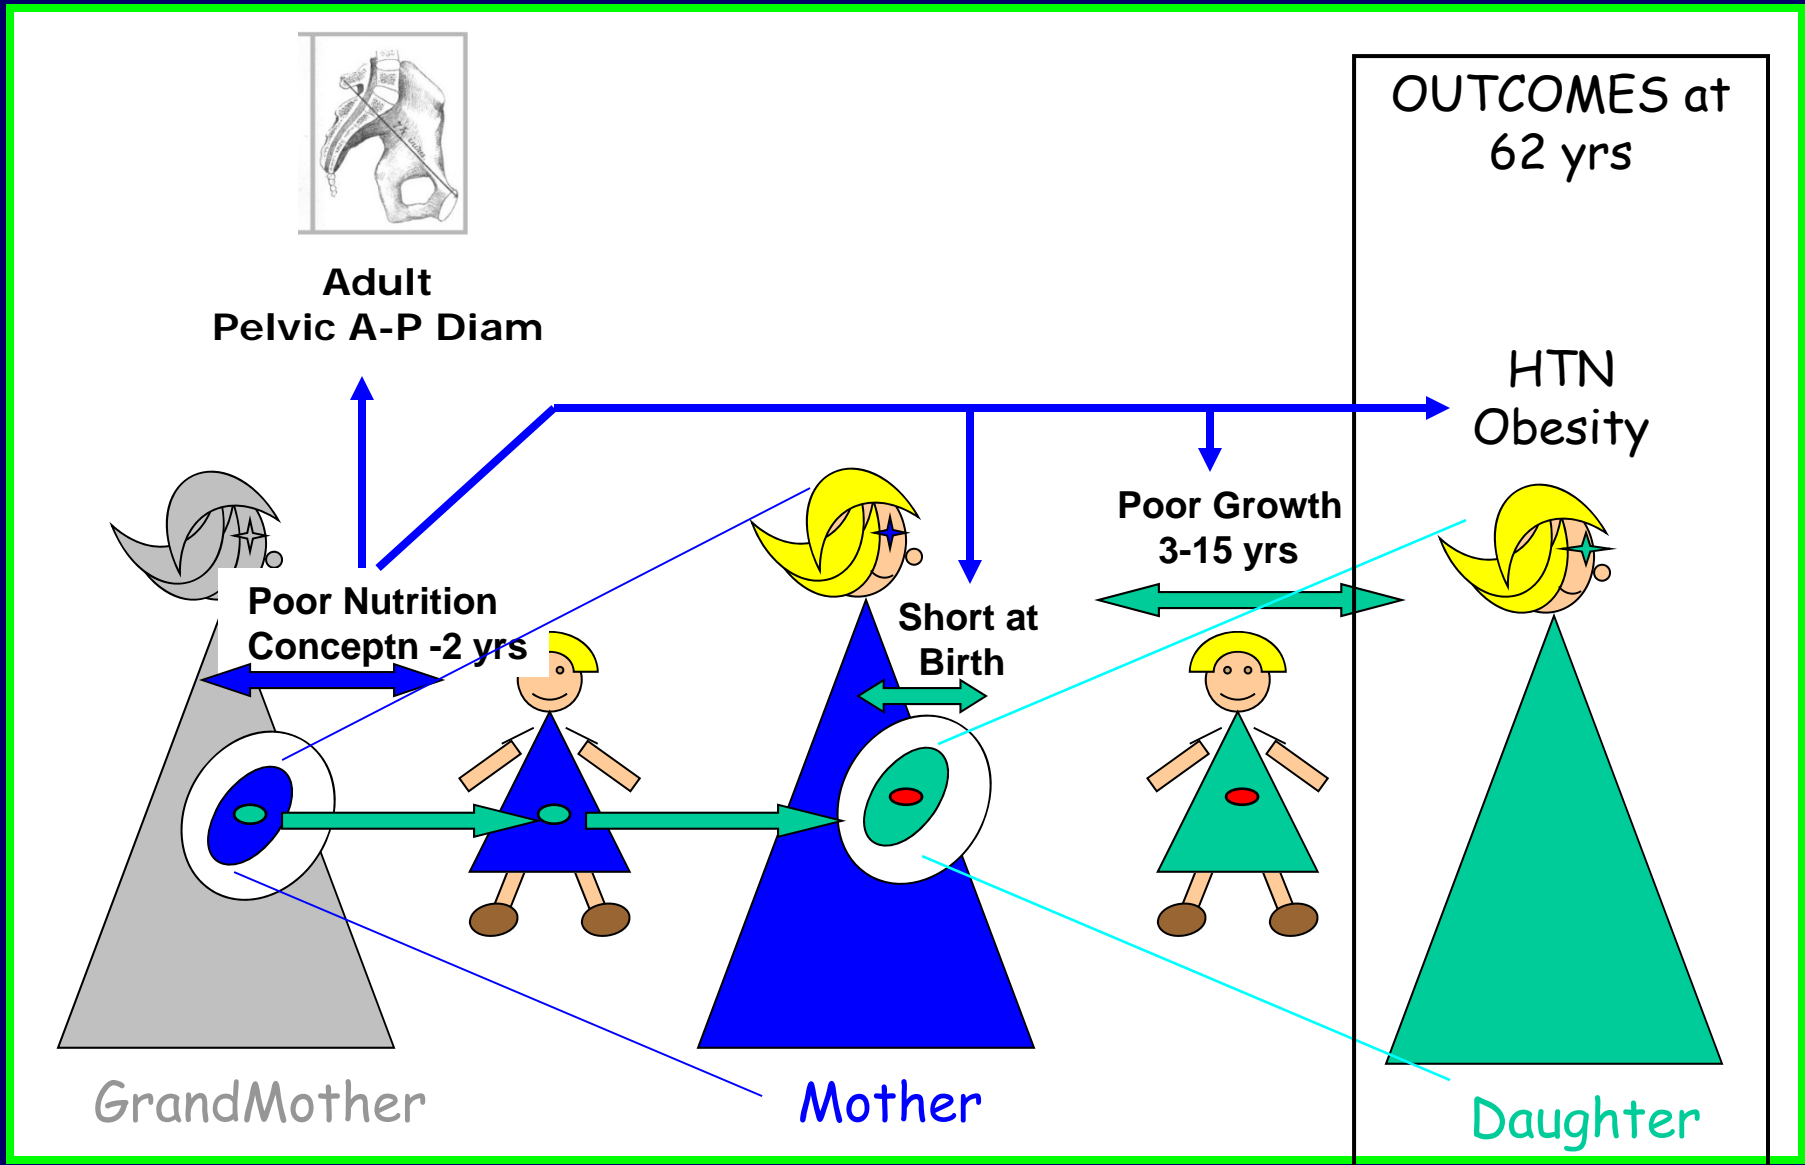 OUTCOMES at
62 yrs
Adult
Pelvic A-P Diam
HTN
Obesity
Poor Growth
3-15 yrs
Poor Nutrition
Conceptn -2 yrs
Short at
Birth
GrandMother
Mother
Daughter